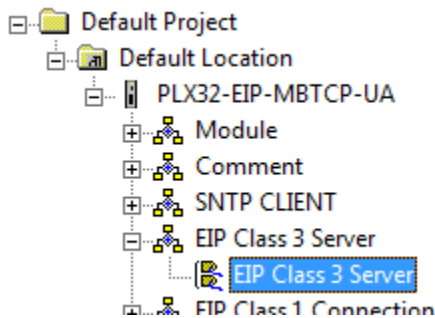 Default Project
Default Location
PLX32-EIP-MBTCP-UA
Module
Comment
SNTP CLIENT
EIP Class 3 Server
EIP Class 3 Server
EIP Class 1 Connection